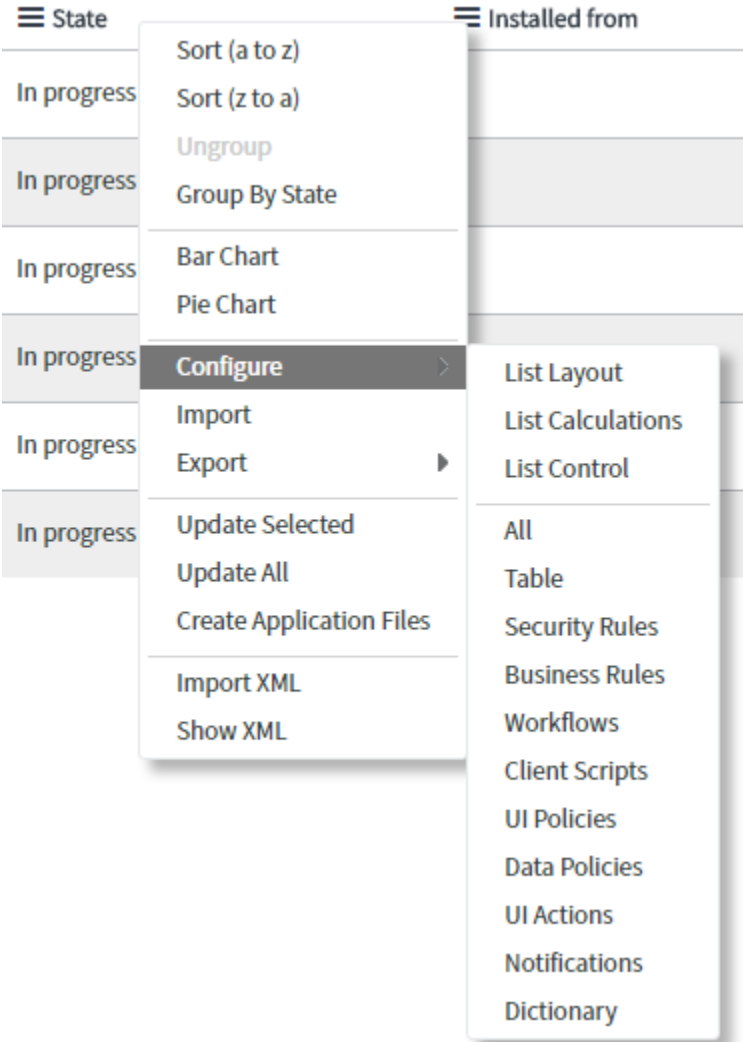 State
Installed from
In progress
In progress
In progress
In progress
In progress
In progress
Sort (a to z)
Sort (z to a)
Ungroup
Group By State
Bar Chart
Pie Chart
Configure
Import
Export
Update Selected
Update All
Create Application Files
Import XML
Show XML
List Layout
List Calculations
List Control
All
Table
Security Rules
Business Rules
Workflows
Client Scripts
UI Policies
Data Policies
UI Actions
Notifications
Dictionary